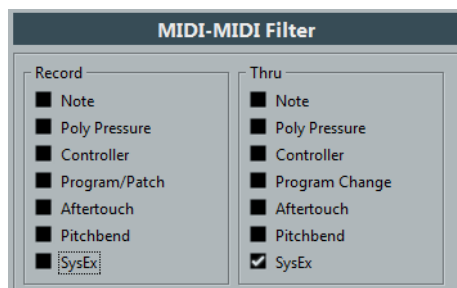 MIDI-MIDI Filter
Record
Note
Poly Pressure
Controller
Program/Patch
Aftertouch
Pitchbend
SysEx
Thru
Note
Poly Pressure
Controller
Program Change
Aftertouch
Pitchbend
SysEx